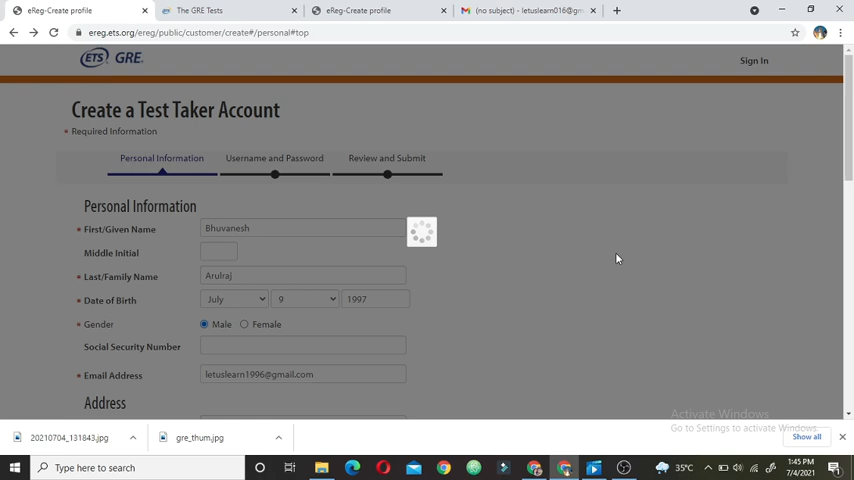 eReg-Create profile
The GRE Tests
eReg-Create profile
(no subject) - letuslearn016@gm
ereg.ets.org/ereg/public/customer/create#/personal#top
ETS GRE
Sign In
Create a Test Taker Account
* Required Information
Personal Information
Username and Password
Review and Submit
Personal Information
* First/Given Name
Bhuvanesh
Middle Initial
* Last/Family Name
Arulraj
* Date of Birth
July
9
1997
* Gender
Male
Female
Social Security Number
* Email Address
letuslearn1996@gmail.com
Address
Activate Windows
Go to Settings to activate Windows.
20210704_131843.jpg
gre_thum.jpg
Show all
Type here to search
35°C
1:45 PM
7/4/2021